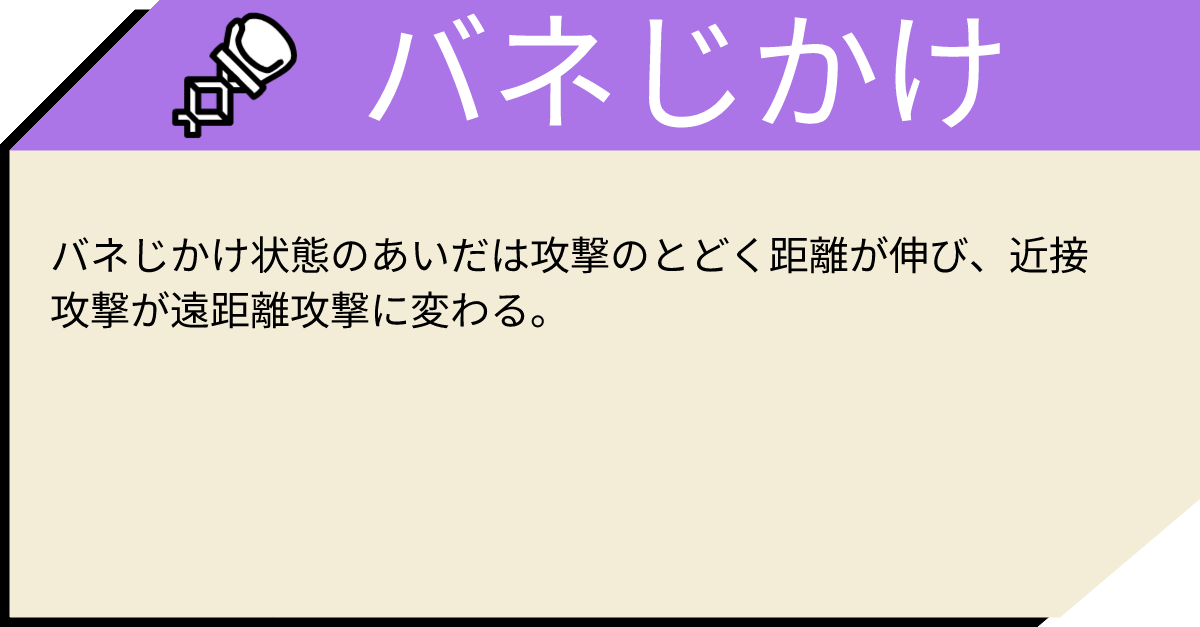 バネじかけ
バネじかけ状態のあいだは攻撃のとどく距離が伸び、近接
攻撃が遠距離攻撃に変わる。